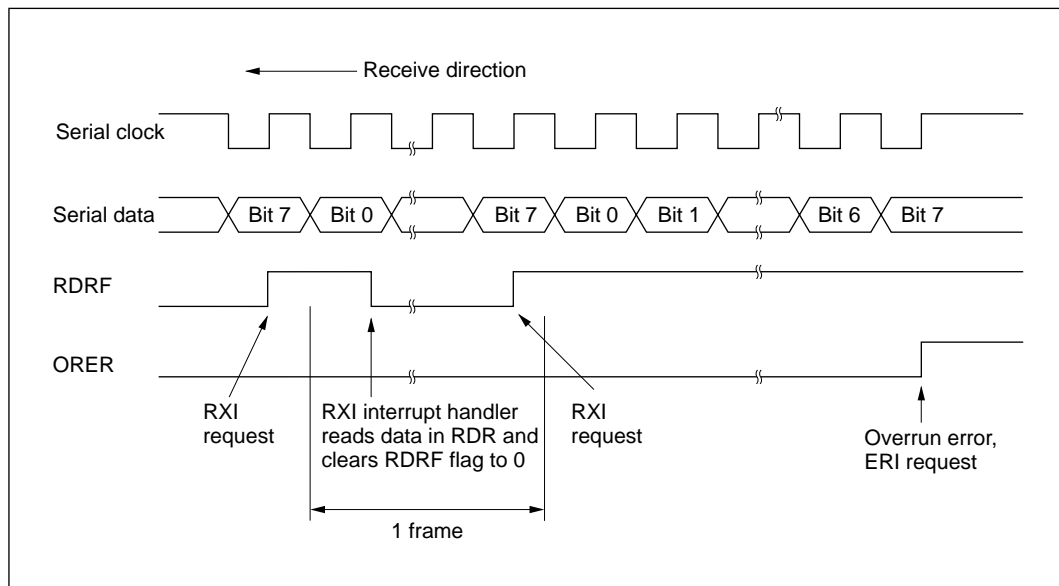 Receive direction
Serial clock
Serial data
Bit 7
Bit 0
Bit 7
Bit 0
Bit 1
Bit 6
Bit 7
RDRF
ORER
RXI
request
RXI interrupt handler
reads data in RDR and
clears RDRF flag to 0
RXI
request
Overrun error,
ERI request
1 frame